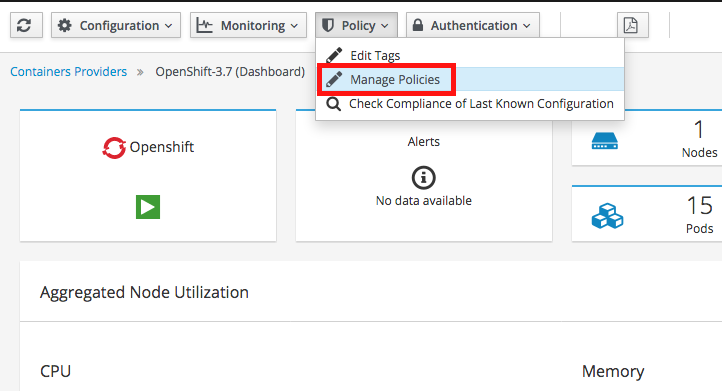 Configuration Monitoring Policy Authentication
Edit Tags
Manage Policies
Check Compliance of Last Known Configuration
Containers Providers » OpenShift-3.7 (Dashboard)
Openshift
Alerts
No data available
1
Nodes
15
Pods
Aggregated Node Utilization
CPU
Memory